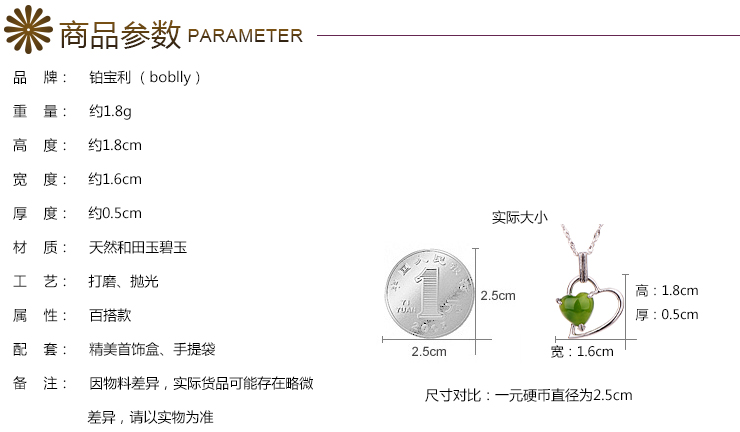 商品参数 PARAMETER
品 牌： 铂宝利（boblly）
重 量： 约1.8g
高 度： 约1.8cm
宽 度： 约1.6cm
厚 度： 约0.5cm
材 质： 天然和田玉碧玉
工 艺： 打磨、抛光
属 性： 百搭款
配 套： 精美首饰盒、手提袋
备 注： 因物料差异，实际货品可能存在略微
差异，请以实物为准
实际大小
1
YI
YUAN
2.5cm
2.5cm
高：1.8cm
厚：0.5cm
宽：1.6cm
尺寸对比：一元硬币直径为2.5cm